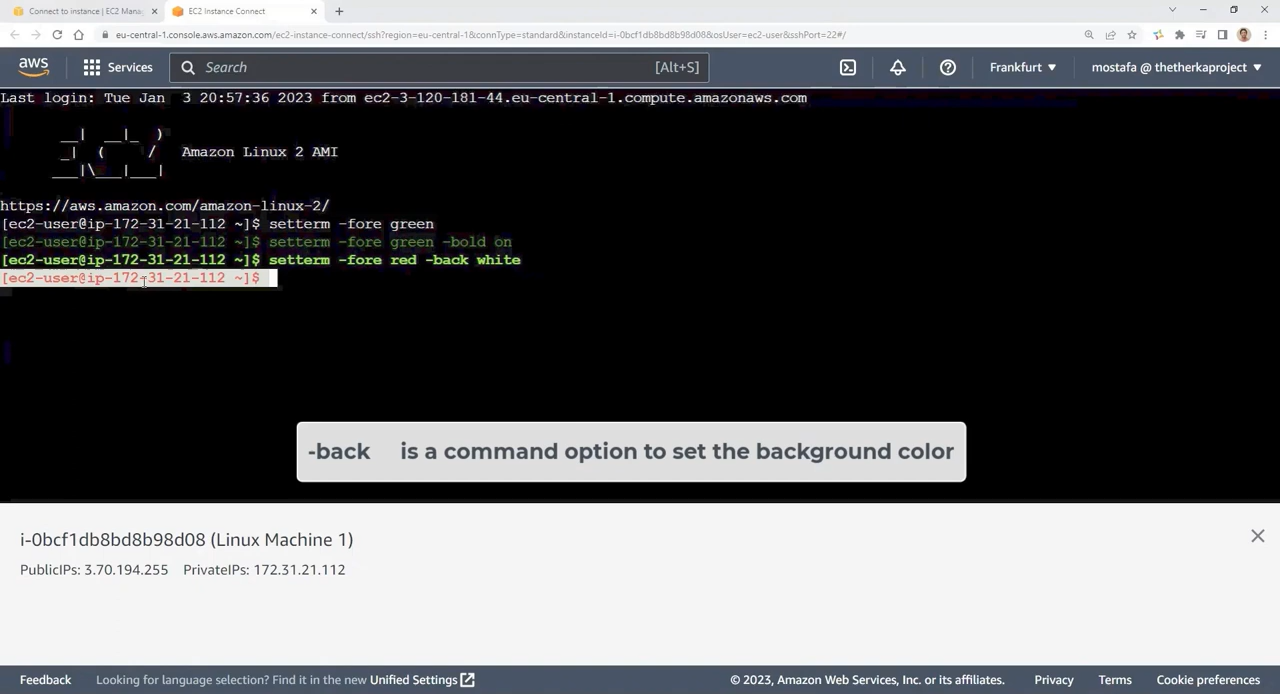 Connect to instance | EC2 Mana
EC2 Instance Connect
eu-central-1.console.aws.amazon.com/ec2-instance-connect/ssh?region=eu-central-1&connType=standard&instanceId=i-0bcf1db8bd8b98d08&osUser=ec2-user&sshPort=22#/
aws Services Search [Alt+S] Frankfurt mostafa @ thetherkaproject
Last login: Tue Jan  3 20:57:36 2023 from ec2-3-120-181-44.eu-central-1.compute.amazonaws.com
__|  __|_  )
_|  (     /   Amazon Linux 2 AMI
___|\___|___|
https://aws.amazon.com/amazon-linux-2/
[ec2-user@ip-172-31-21-112 ~]$ setterm -fore green
[ec2-user@ip-172-31-21-112 ~]$ setterm -fore green -bold on
[ec2-user@ip-172-31-21-112 ~]$ setterm -fore red -back white
[ec2-user@ip-172-31-21-112 ~]$
-back is a command option to set the background color
i-0bcf1db8bd8b98d08 (Linux Machine 1)
PublicIPs: 3.70.194.255 PrivateIPs: 172.31.21.112
Feedback Looking for language selection? Find it in the new Unified Settings © 2023, Amazon Web Services, Inc. or its affiliates. Privacy Terms Cookie preferences